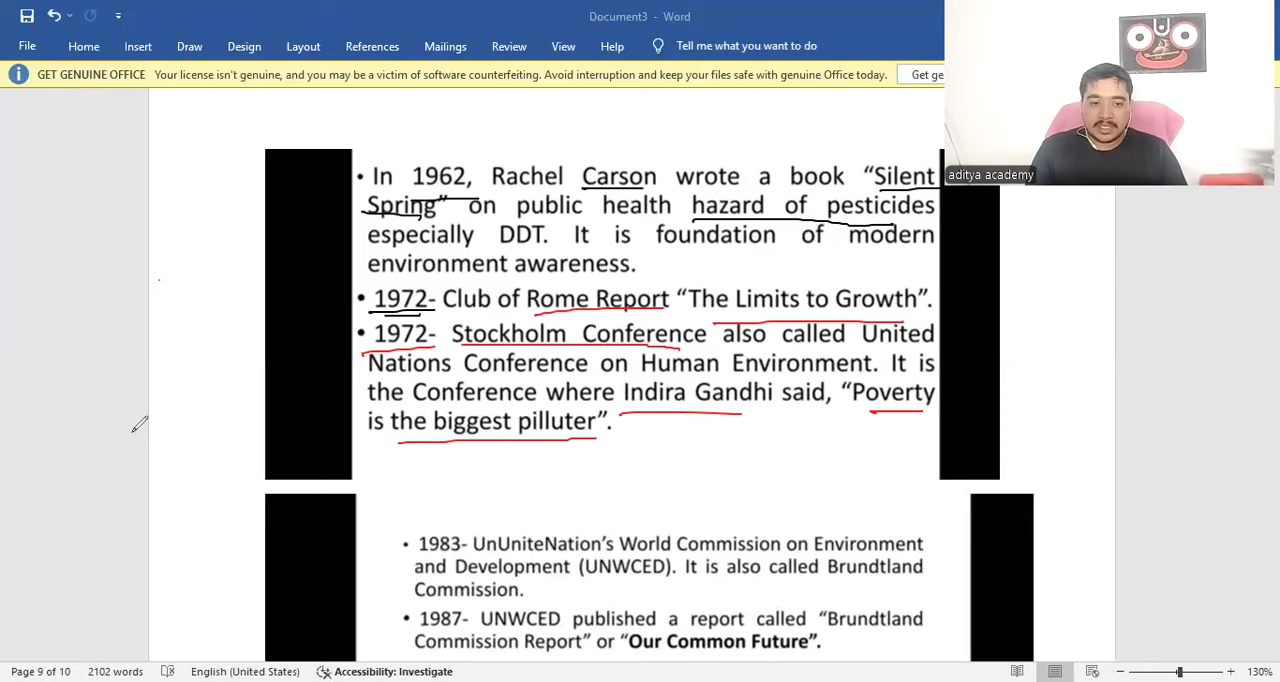 Document3 - Word
File Home Insert Draw Design Layout References Mailings Review View Help Tell me what you want to do
GET GENUINE OFFICE Your license isn't genuine, and you may be a victim of software counterfeiting. Avoid interruption and keep your files safe with genuine Office today. Get ge
aditya academy
• In 1962, Rachel Carson wrote a book “Silent
Spring” on public health hazard of pesticides
especially DDT. It is foundation of modern
environment awareness.
• 1972- Club of Rome Report “The Limits to Growth”.
• 1972- Stockholm Conference also called United
Nations Conference on Human Environment. It is
the Conference where Indira Gandhi said, “Poverty
is the biggest pilluter”.
• 1983- UnUniteNation’s World Commission on Environment
and Development (UNWCED). It is also called Brundtland
Commission.
• 1987- UNWCED published a report called “Brundtland
Commission Report” or “Our Common Future”.
Page 9 of 10 2102 words English (United States) Accessibility: Investigate 130%